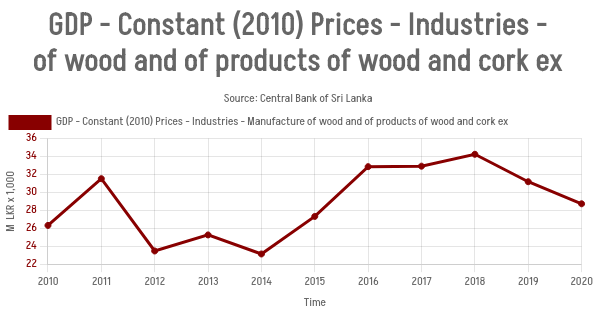 GDP - Constant (2010) Prices - Industries -
of wood and of products of wood and cork ex
Source: Central Bank of Sri Lanka
GDP - Constant (2010) Prices - Industries - Manufacture of wood and of products of wood and cork ex
M LKR x 1,000
36
34
32
30
28
26
24
22
2010 2011 2012 2013 2014 2015 2016 2017 2018 2019 2020
Time